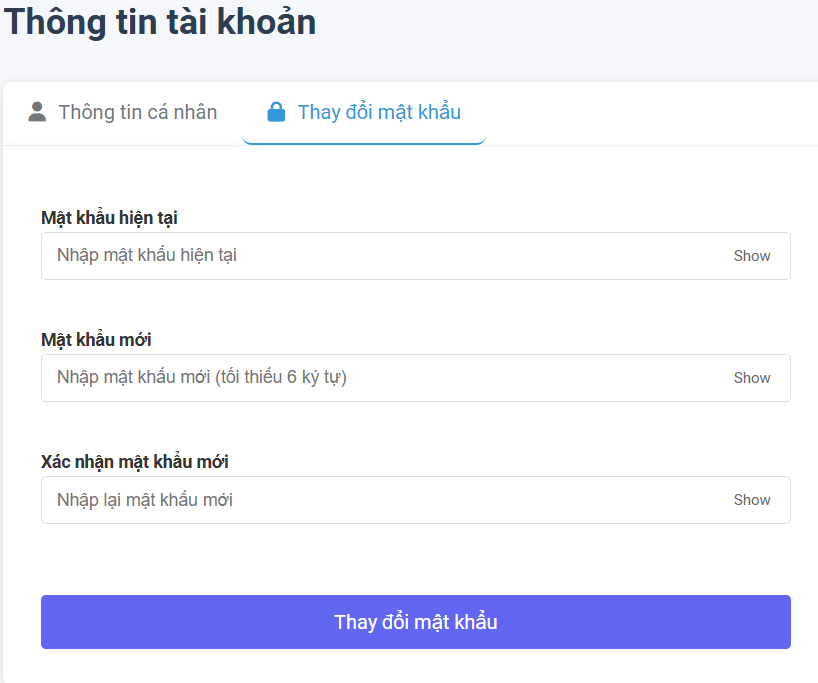 Thông tin tài khoản
Thông tin cá nhân
Thay đổi mật khẩu
Mật khẩu hiện tại
Nhập mật khẩu hiện tại
Show
Mật khẩu mới
Nhập mật khẩu mới (tối thiểu 6 ký tự)
Show
Xác nhận mật khẩu mới
Nhập lại mật khẩu mới
Show
Thay đổi mật khẩu